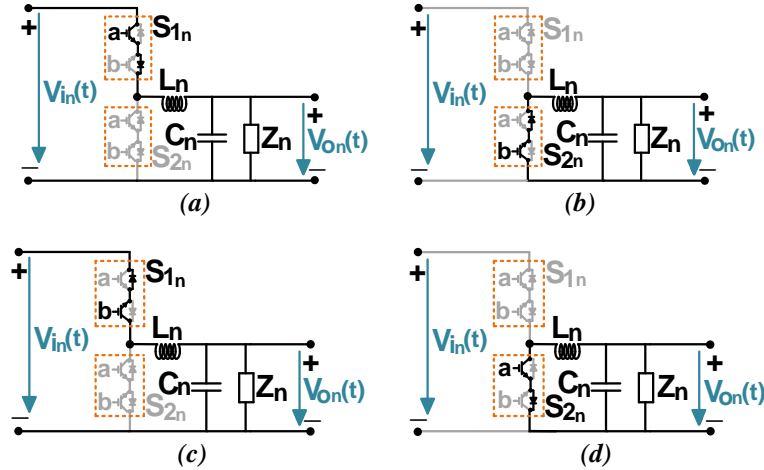 +
a
S1n
b
Vin(t)
Ln
+
a
Cn
Zn
Von(t)
b
S2n
—
—
(a)
+
a
S1n
b
Vin(t)
Ln
+
a
Cn
Zn
Von(t)
b
S2n
—
—
(b)
+
a
S1n
b
Vin(t)
Ln
+
a
Cn
Zn
Von(t)
b
S2n
—
—
(c)
+
a
S1n
b
Vin(t)
Ln
+
a
Cn
Zn
Von(t)
b
S2n
—
—
(d)